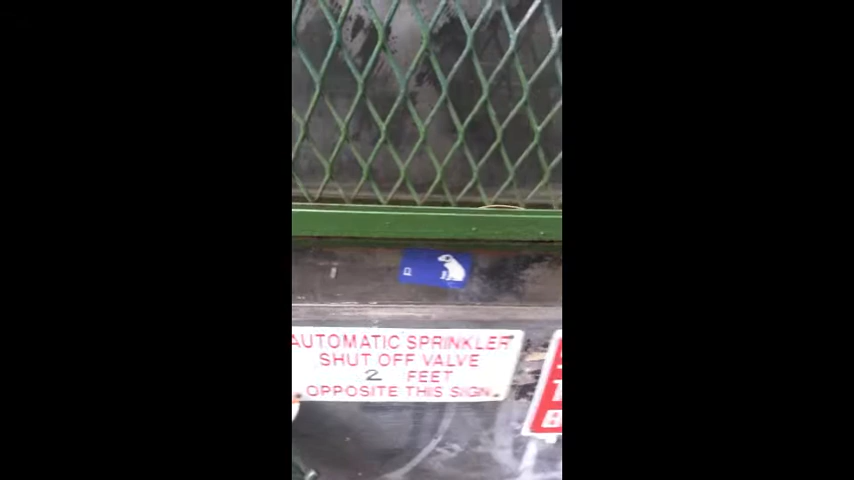 AUTOMATIC SPRINKLER
SHUT OFF VALVE
2 FEET
OPPOSITE THIS SIGN